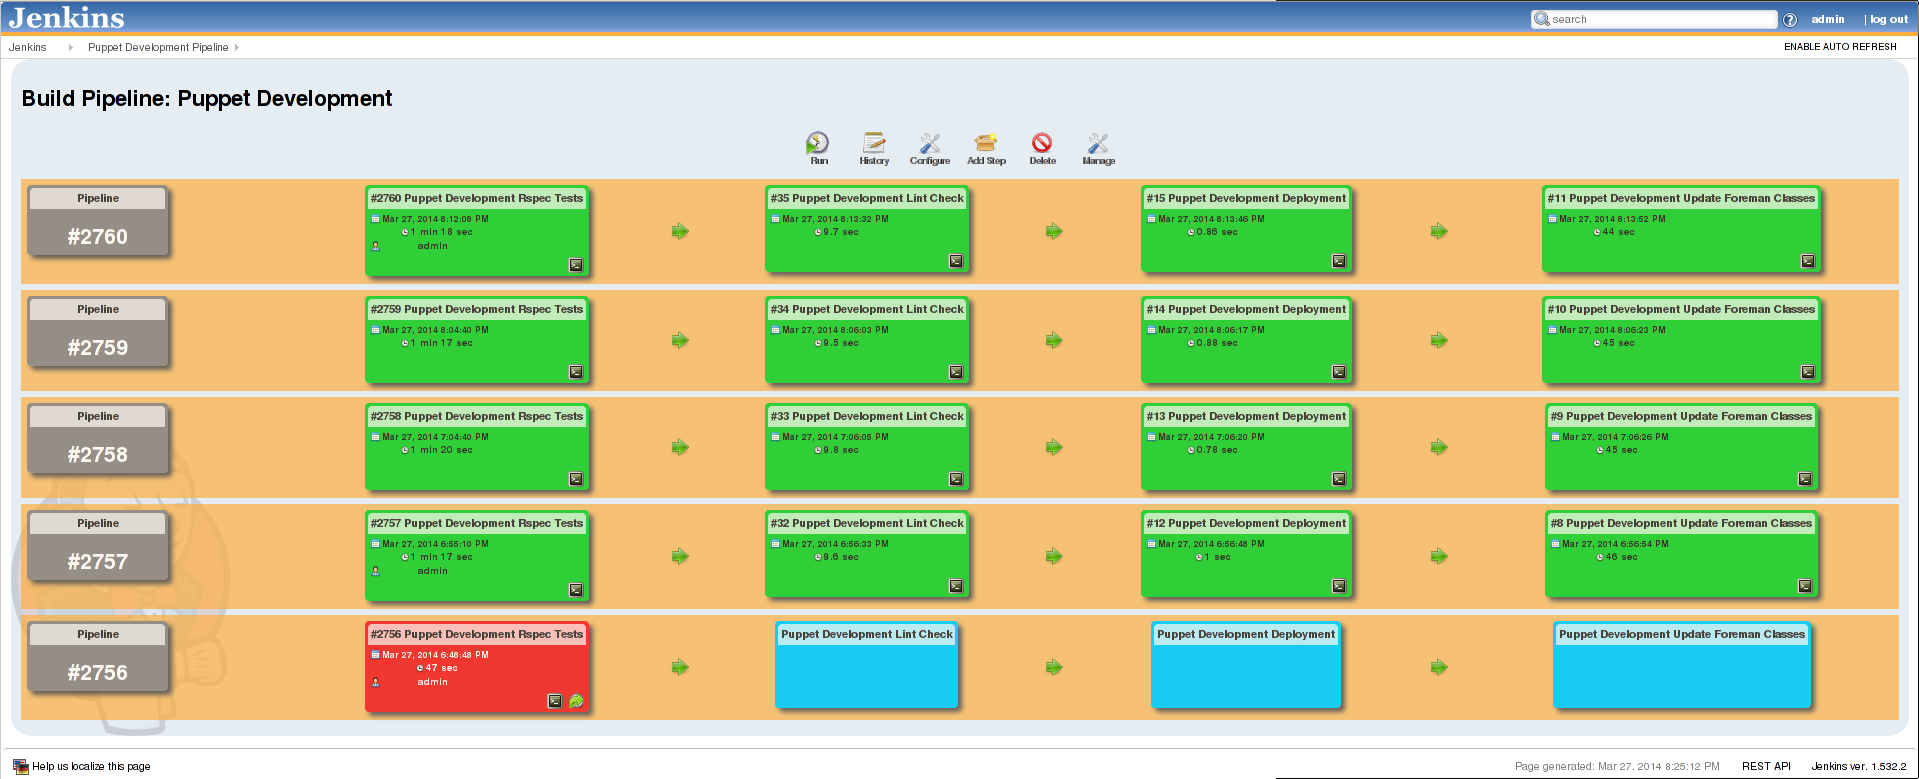 Jenkins
search
admin
| log out
Jenkins
Puppet Development Pipeline
ENABLE AUTO REFRESH
Build Pipeline: Puppet Development
Run
History
Configure
Add Step
Delete
Manage
Pipeline
#2760
#2760 Puppet Development Rspec Tests
Mar 27, 2014 8:12:08 PM
1 min 18 sec
admin
#35 Puppet Development Lint Check
Mar 27, 2014 8:13:32 PM
9.7 sec
#15 Puppet Development Deployment
Mar 27, 2014 8:13:46 PM
0.86 sec
#11 Puppet Development Update Foreman Classes
Mar 27, 2014 8:13:52 PM
44 sec
Pipeline
#2759
#2759 Puppet Development Rspec Tests
Mar 27, 2014 8:04:40 PM
1 min 17 sec
#34 Puppet Development Lint Check
Mar 27, 2014 8:06:03 PM
9.5 sec
#14 Puppet Development Deployment
Mar 27, 2014 8:06:17 PM
0.88 sec
#10 Puppet Development Update Foreman Classes
Mar 27, 2014 8:06:23 PM
45 sec
Pipeline
#2758
#2758 Puppet Development Rspec Tests
Mar 27, 2014 7:04:40 PM
1 min 20 sec
#33 Puppet Development Lint Check
Mar 27, 2014 7:06:05 PM
9.8 sec
#13 Puppet Development Deployment
Mar 27, 2014 7:06:20 PM
0.78 sec
#9 Puppet Development Update Foreman Classes
Mar 27, 2014 7:06:26 PM
45 sec
Pipeline
#2757
#2757 Puppet Development Rspec Tests
Mar 27, 2014 6:55:10 PM
1 min 17 sec
admin
#32 Puppet Development Lint Check
Mar 27, 2014 6:56:33 PM
9.6 sec
#12 Puppet Development Deployment
Mar 27, 2014 6:56:48 PM
1 sec
#8 Puppet Development Update Foreman Classes
Mar 27, 2014 6:56:54 PM
46 sec
Pipeline
#2756
#2756 Puppet Development Rspec Tests
Mar 27, 2014 6:48:48 PM
47 sec
admin
Puppet Development Lint Check
Puppet Development Deployment
Puppet Development Update Foreman Classes
Help us localize this page
Page generated: Mar 27, 2014 8:25:12 PM
REST API
Jenkins ver. 1.532.2